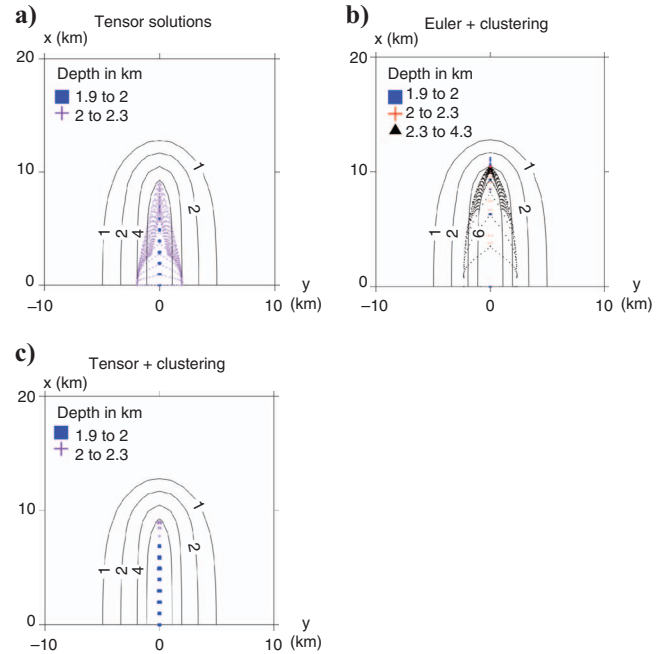 a)
Tensor solutions
x (km)
20
Depth in km
1.9 to 2
2 to 2.3
10
1
1
2
4
2
0
−10
0
10
y
(km)
b)
Euler + clustering
x (km)
20
Depth in km
1.9 to 2
2 to 2.3
2.3 to 4.3
10
1
1
2
6
2
0
−10
0
10
y
(km)
c)
Tensor + clustering
x (km)
20
Depth in km
1.9 to 2
2 to 2.3
10
1
1
2
4
2
0
−10
0
10
y
(km)